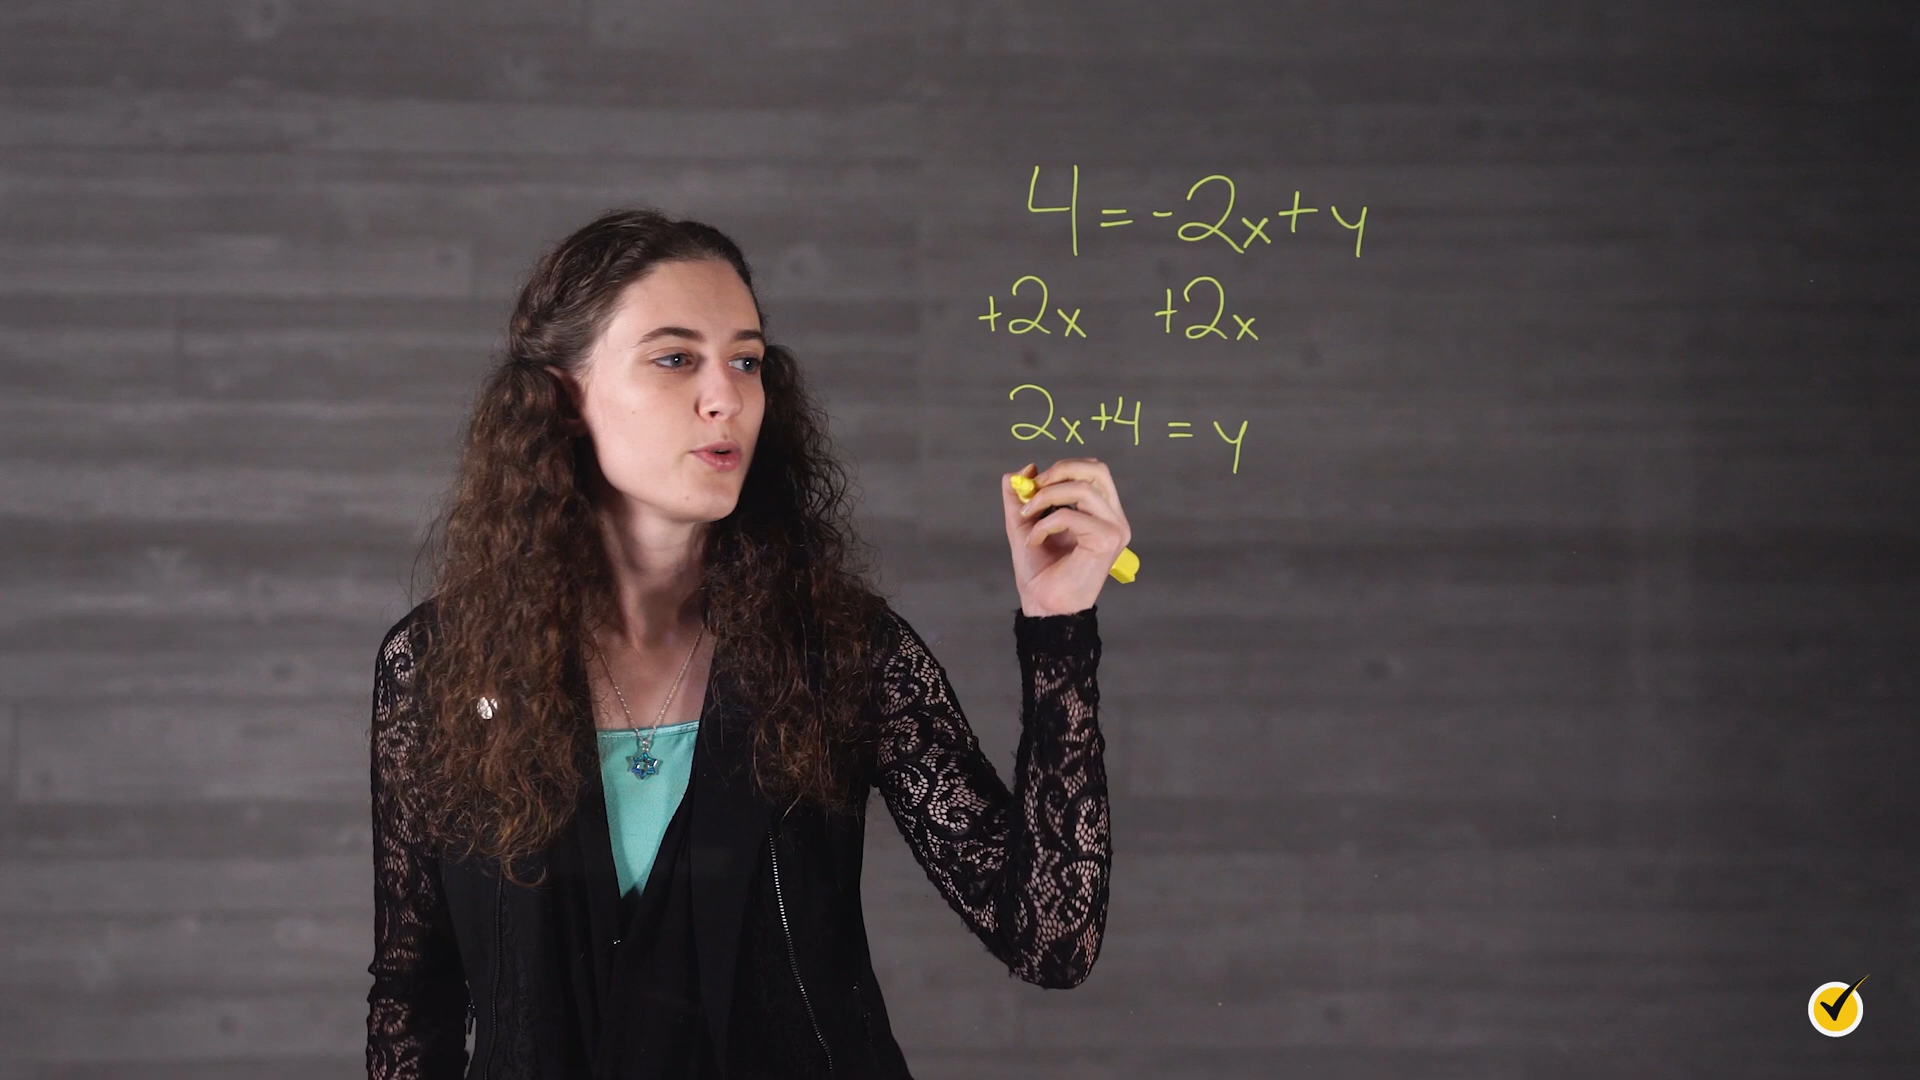 4=-2x+y
+2x +2x
2x+4 = y